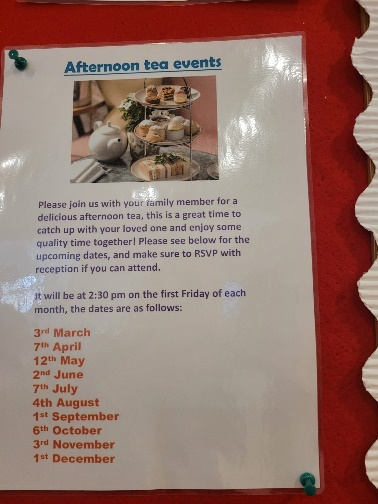 Afternoon tea events
Please join us with your family member for a
delicious afternoon tea, this is a great time to
catch up with your loved one and enjoy some
quality time together! Please see below for the
upcoming dates, and make sure to RSVP with
reception if you can attend.
It will be at 2:30 pm on the first Friday of each
month, the dates are as follows:
3rd March
7th April
12th May
2nd June
7th July
4th August
1st September
6th October
3rd November
1st December